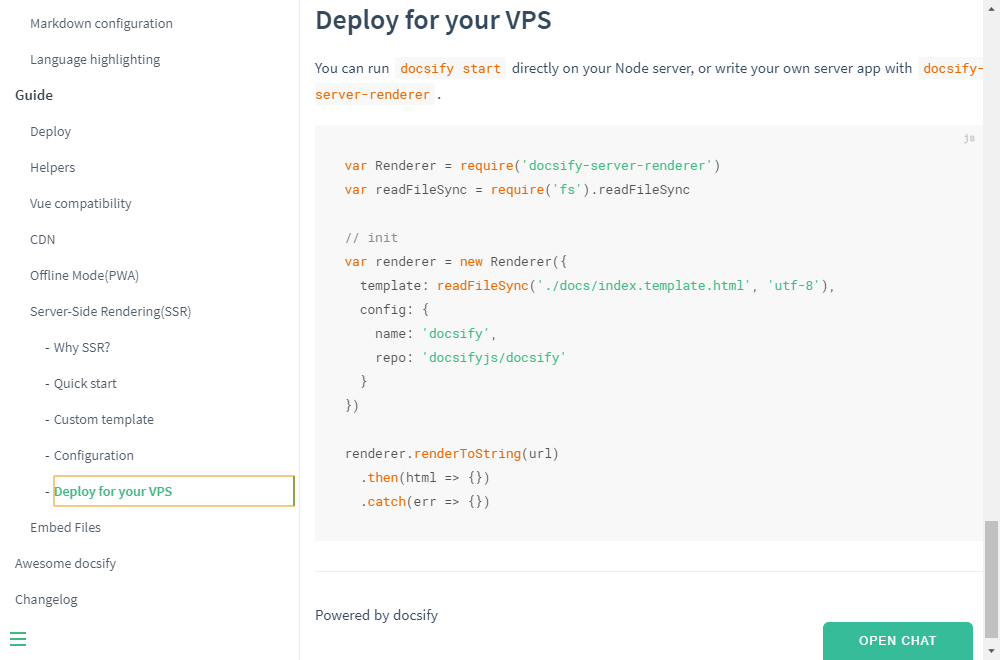 Markdown configuration
Language highlighting
Guide
Deploy
Helpers
Vue compatibility
CDN
Offline Mode(PWA)
Server-Side Rendering(SSR)
- Why SSR?
- Quick start
- Custom template
- Configuration
- Deploy for your VPS
Embed Files
Awesome docsify
Changelog
Deploy for your VPS
You can run docsify start directly on your Node server, or write your own server app with docsify-
server-renderer .
js
var Renderer = require('docsify-server-renderer')
var readFileSync = require('fs').readFileSync
// init
var renderer = new Renderer({
  template: readFileSync('./docs/index.template.html', 'utf-8'),
  config: {
    name: 'docsify',
    repo: 'docsifyjs/docsify'
  }
})
renderer.renderToString(url)
  .then(html => {})
  .catch(err => {})
Powered by docsify
OPEN CHAT